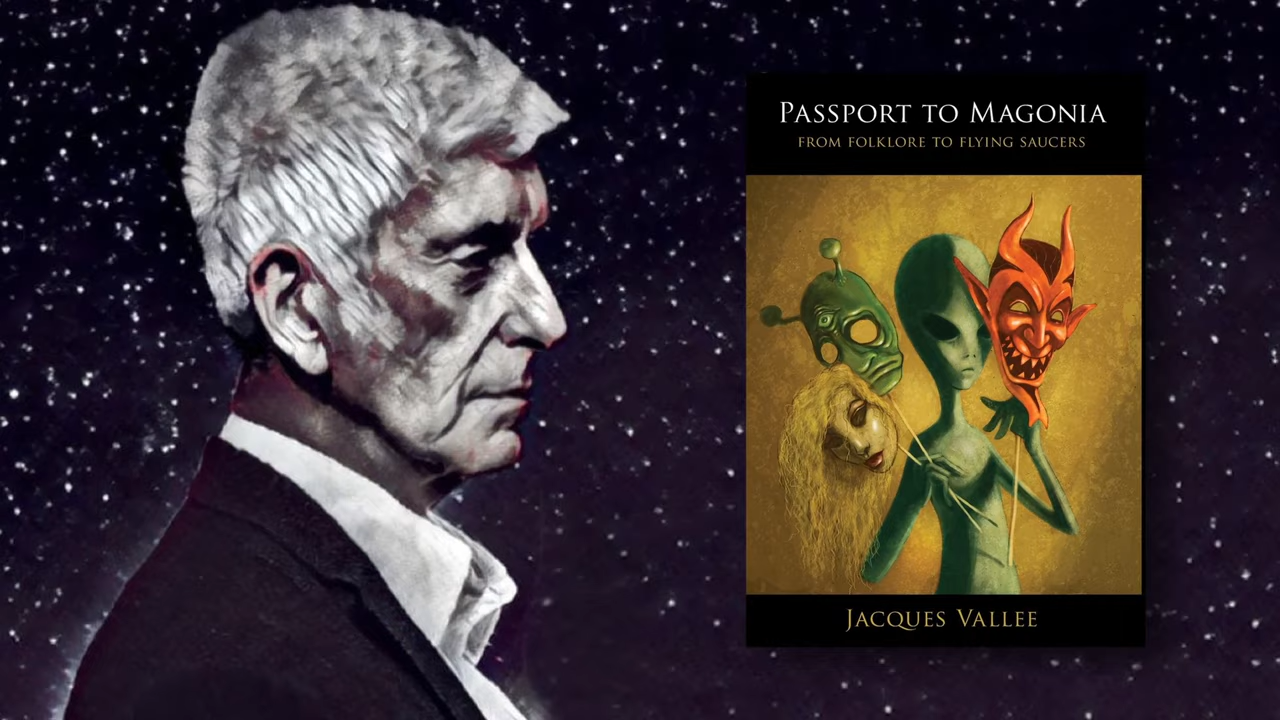 PASSPORT TO MAGONIA
FROM FOLKLORE TO FLYING SAUCERS
JACQUES VALLEE